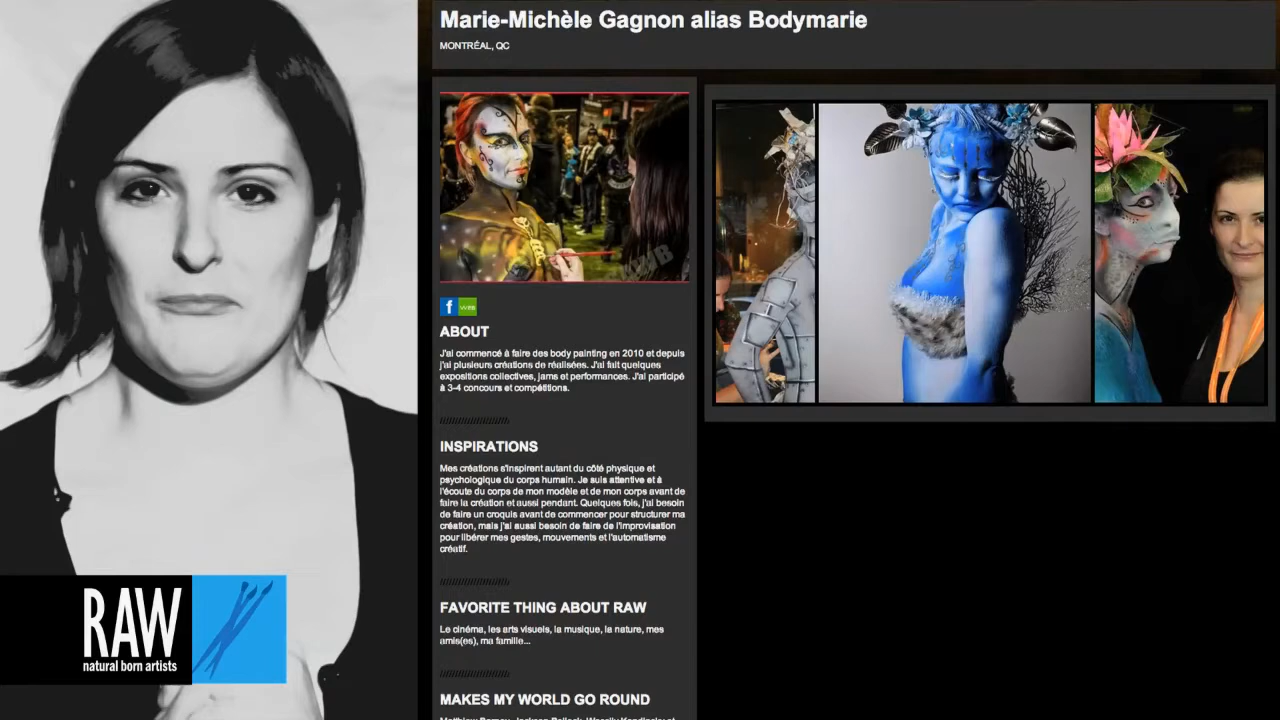 Marie-Michèle Gagnon alias Bodymarie
MONTRÉAL, QC
f WEB
ABOUT
J'ai commencé à faire des body painting en 2010 et depuis
j'ai plusieurs créations de réalisées. J'ai fait quelques
expositions collectives, jams et performances. J'ai participé
à 3-4 concours et compétitions.
INSPIRATIONS
Mes créations s'inspirent autant du côté physique et
psychologique du corps humain. Je suis attentive et à
l'écoute du corps de mon modèle et de mon corps avant de
faire la création et aussi pendant. Quelques fois, j'ai besoin
de faire un croquis avant de commencer pour structurer ma
création, mais j'ai aussi besoin de faire de l'improvisation
pour libérer mes gestes, mouvements et l'automatisme
créatif.
FAVORITE THING ABOUT RAW
Le cinéma, les arts visuels, la musique, la nature, mes
amis(es), ma famille...
MAKES MY WORLD GO ROUND
RAW
natural born artists